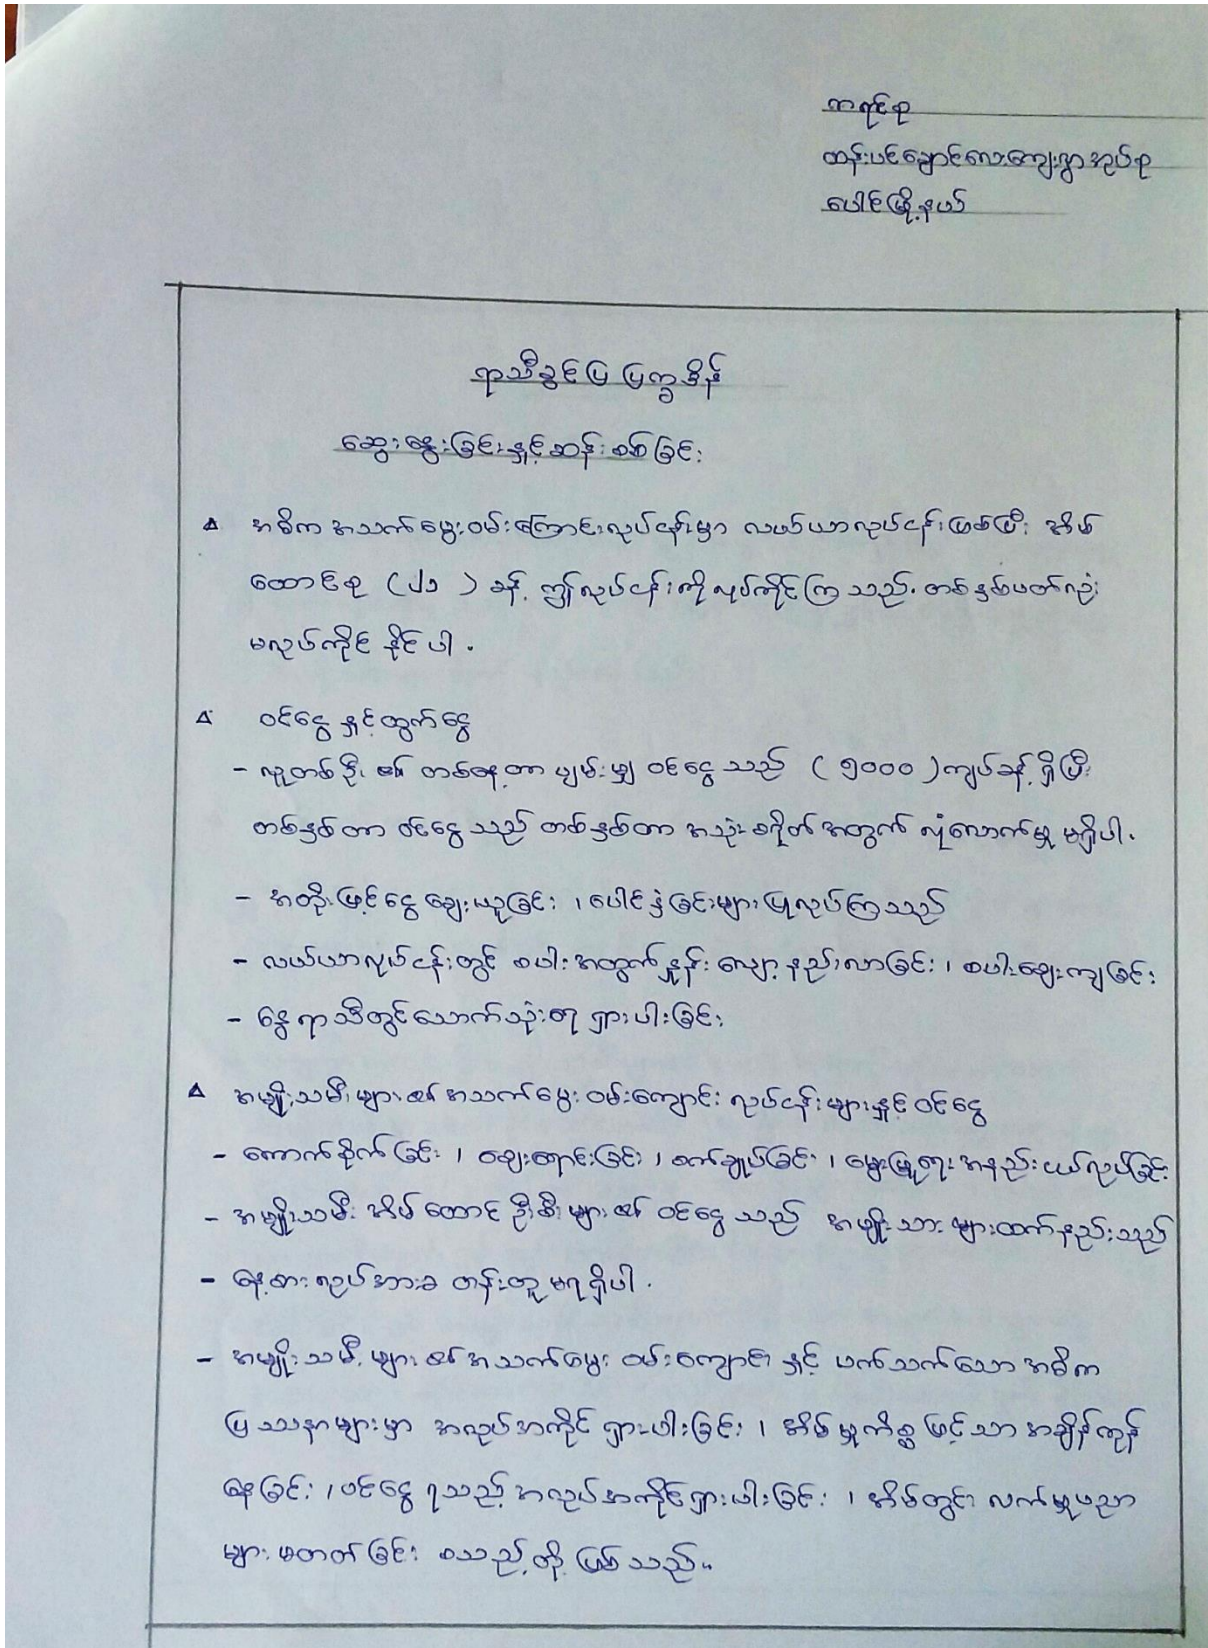 ကရင်စု
ထန်းပင်ချောင်လေးကျေးရွာအုပ်စု
ပေါင်မြို့နယ်
ရာသီခွင်ပြ ပြက္ခဒိန်
ဆွေးနွေးခြင်းနှင့်ဆန်းစစ်ခြင်း
အဓိက အသက်မွေးဝမ်းကြောင်းလုပ်ငန်းမှာ လယ်ယာလုပ်ငန်းဖြစ်ပြီး အိမ်
ထောင်စု (၂၁) ခန့် ဤလုပ်ငန်းကိုလုပ်ကိုင်ကြသည်. တစ်နှစ်ပတ်လုံး
မလုပ်ကိုင်နိုင်ပါ.
ဝင်ငွေနှင့်ထွက်ငွေ
- လူတစ်ဦး၏ တစ်နေ့တာ ပျမ်းမျှ ဝင်ငွေသည် (၅၀၀၀)ကျပ်ခန့်ရှိပြီး
တစ်နှစ်တာ ဝင်ငွေသည် တစ်နှစ်တာ အသုံးစရိုတ်အတွက် လုံလောက်မှု မရှိပါ.
- အတိုးဖြင့်ငွေချေးယူခြင်း ၊ ပေါင်နှံခြင်းများပြုလုပ်ကြသည်
- လယ်ယာလုပ်ငန်းတွင် စပါးအထွက်နှုန်း လျော့နည်းလာခြင်း ၊ စပါးစျေးကျခြင်း
- နွေရာသီတွင်သောက်သုံးရေ ရှားပါးခြင်း
အမျိုးသမီးများ၏အသက်မွေး ဝမ်းကျောင်း လုပ်ငန်းများနှင့် ဝင်ငွေ
- ကောက်စိုက်ခြင်း ၊ စျေးရောင်းခြင်း ၊ စက်ချုပ်ခြင်း ၊ မွေးမြူရေးအနည်းငယ်လုပ်ခြင်း
- အမျိုးသမီး အိမ်ထောင်ဦးစီးများ၏ ဝင်ငွေသည် အမျိုးသားများထက်နည်းသည်
- နေ့စားလုပ်အားခ တန်းတူမရရှိပါ.
- အမျိုးသမီးများ၏အသက်မွေး ဝမ်းကျောင်း နှင့် ပက်သက်သော အဓိက
ပြဿနာများမှာ အလုပ်အကိုင်ရှားပါးခြင်း ၊ အိမ်မှုကိစ္စဖြင့်သာ အချိန်ကုန်
နေခြင်း ၊ ဝင်ငွေရသည့်အလုပ်အကိုင်ရှားပါးခြင်း ၊ အိမ်တွင်း လက်မှုပညာ
များမတတ်ခြင်း စသည့်တို့ဖြစ်သည်။